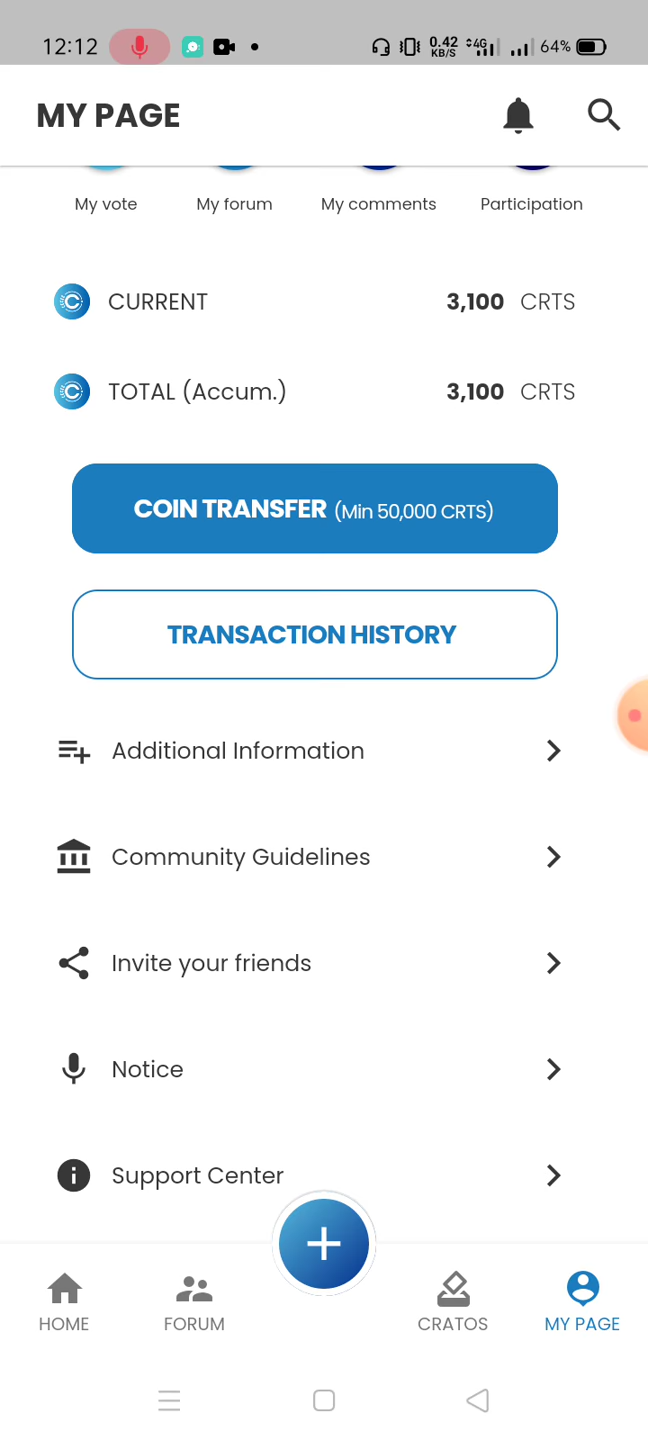 12:12 0.42 KB/S 4G 64%
MY PAGE
My vote My forum My comments Participation
CURRENT 3,100 CRTS
TOTAL (Accum.) 3,100 CRTS
COIN TRANSFER (Min 50,000 CRTS)
TRANSACTION HISTORY
Additional Information
Community Guidelines
Invite your friends
Notice
Support Center
HOME FORUM CRATOS MY PAGE